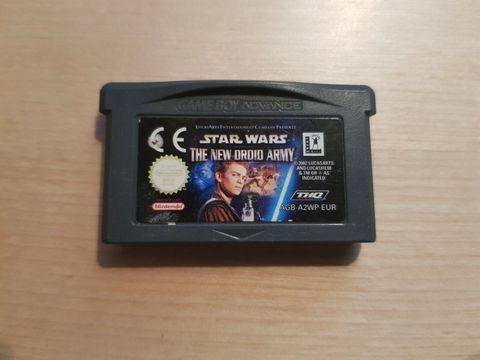 GAME BOY ADVANCE
LUCASARTS ENTERTAINMENT COMPANY PRESENTS
CE
STAR WARS
THE NEW DROID ARMY
© 2002 LUCASARTS
AND LUCASFILM
& TM OR ® AS
INDICATED.
THQ
Nintendo
AGB-A2WP-EUR